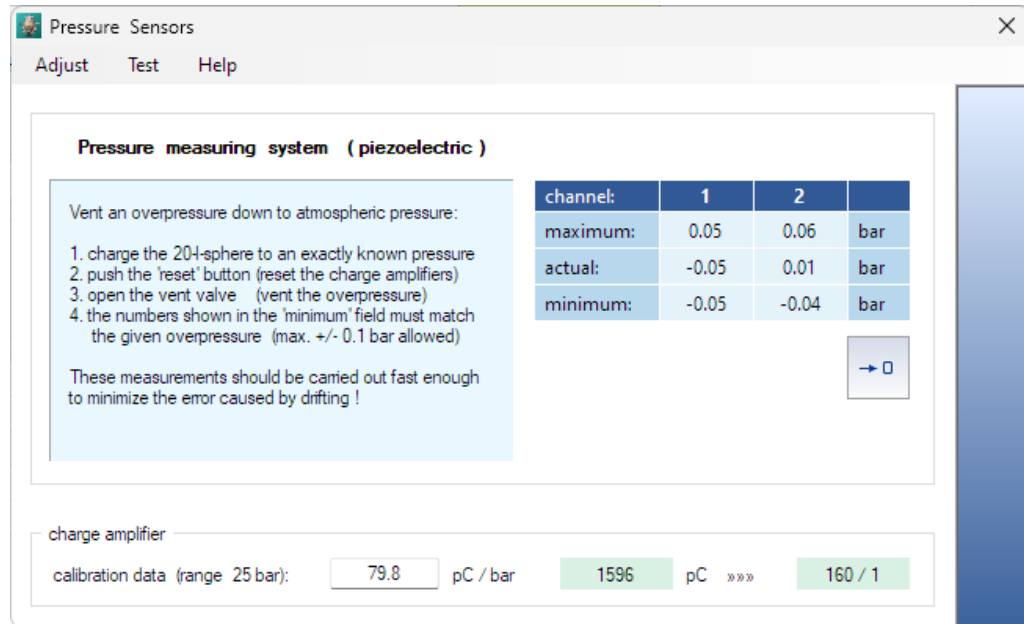 Pressure Sensors
Adjust Test Help
Pressure measuring system ( piezoelectric )
Vent an overpressure down to atmospheric pressure:
1. charge the 20-l-sphere to an exactly known pressure
2. push the 'reset' button (reset the charge amplifiers)
3. open the vent valve (vent the overpressure)
4. the numbers shown in the 'minimum' field must match
the given overpressure (max. +/- 0.1 bar allowed)
These measurements should be carried out fast enough
to minimize the error caused by drifting !
channel: 1 2
maximum: 0.05 0.06 bar
actual: -0.05 0.01 bar
minimum: -0.05 -0.04 bar
→ 0
charge amplifier
calibration data (range 25 bar): 79.8 pC / bar 1596 pC »»» 160 / 1